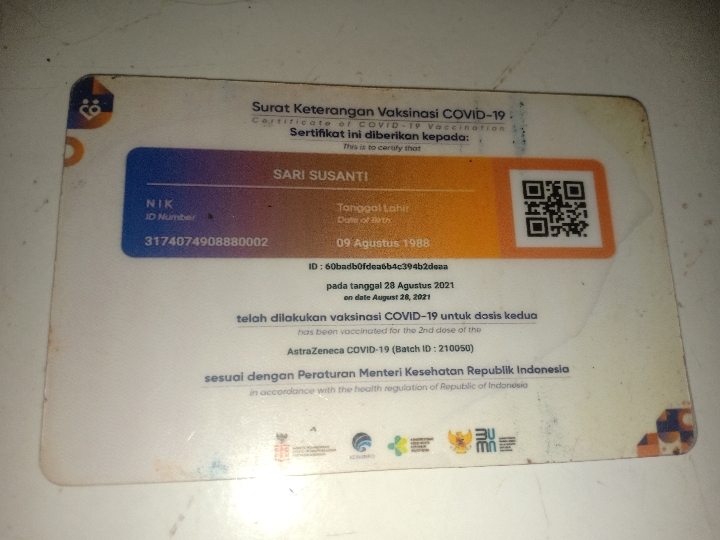 Surat Keterangan Vaksinasi COVID-19
Certificate of COVID-19 Vaccination
Sertifikat ini diberikan kepada:
This is to certify that
SARI SUSANTI
NIK
ID Number
Tanggal Lahir
Date of Birth
3174074908880002
09 Agustus 1988
ID : 60badb0fdea6b4c394b2deaa
pada tanggal 28 Agustus 2021
on date August 28, 2021
telah dilakukan vaksinasi COVID-19 untuk dosis kedua
has been vaccinated for the 2nd dose of the
AstraZeneca COVID-19 (Batch ID : 210050)
sesuai dengan Peraturan Menteri Kesehatan Republik Indonesia
in accordance with the health regulation of Republic of Indonesia